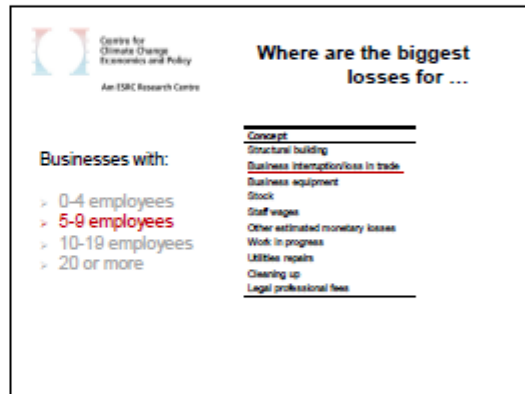 Centre for
Climate Change
Economics and Policy
An ESRC Research Centre
Where are the biggest
losses for ...
Businesses with:
0-4 employees
5-9 employees
10-19 employees
20 or more
Concept
Structural building
Business interruption/loss in trade
Business equipment
Stock
Staff wages
Other estimated monetary losses
Work in progress
Utilities repairs
Cleaning up
Legal professional fees